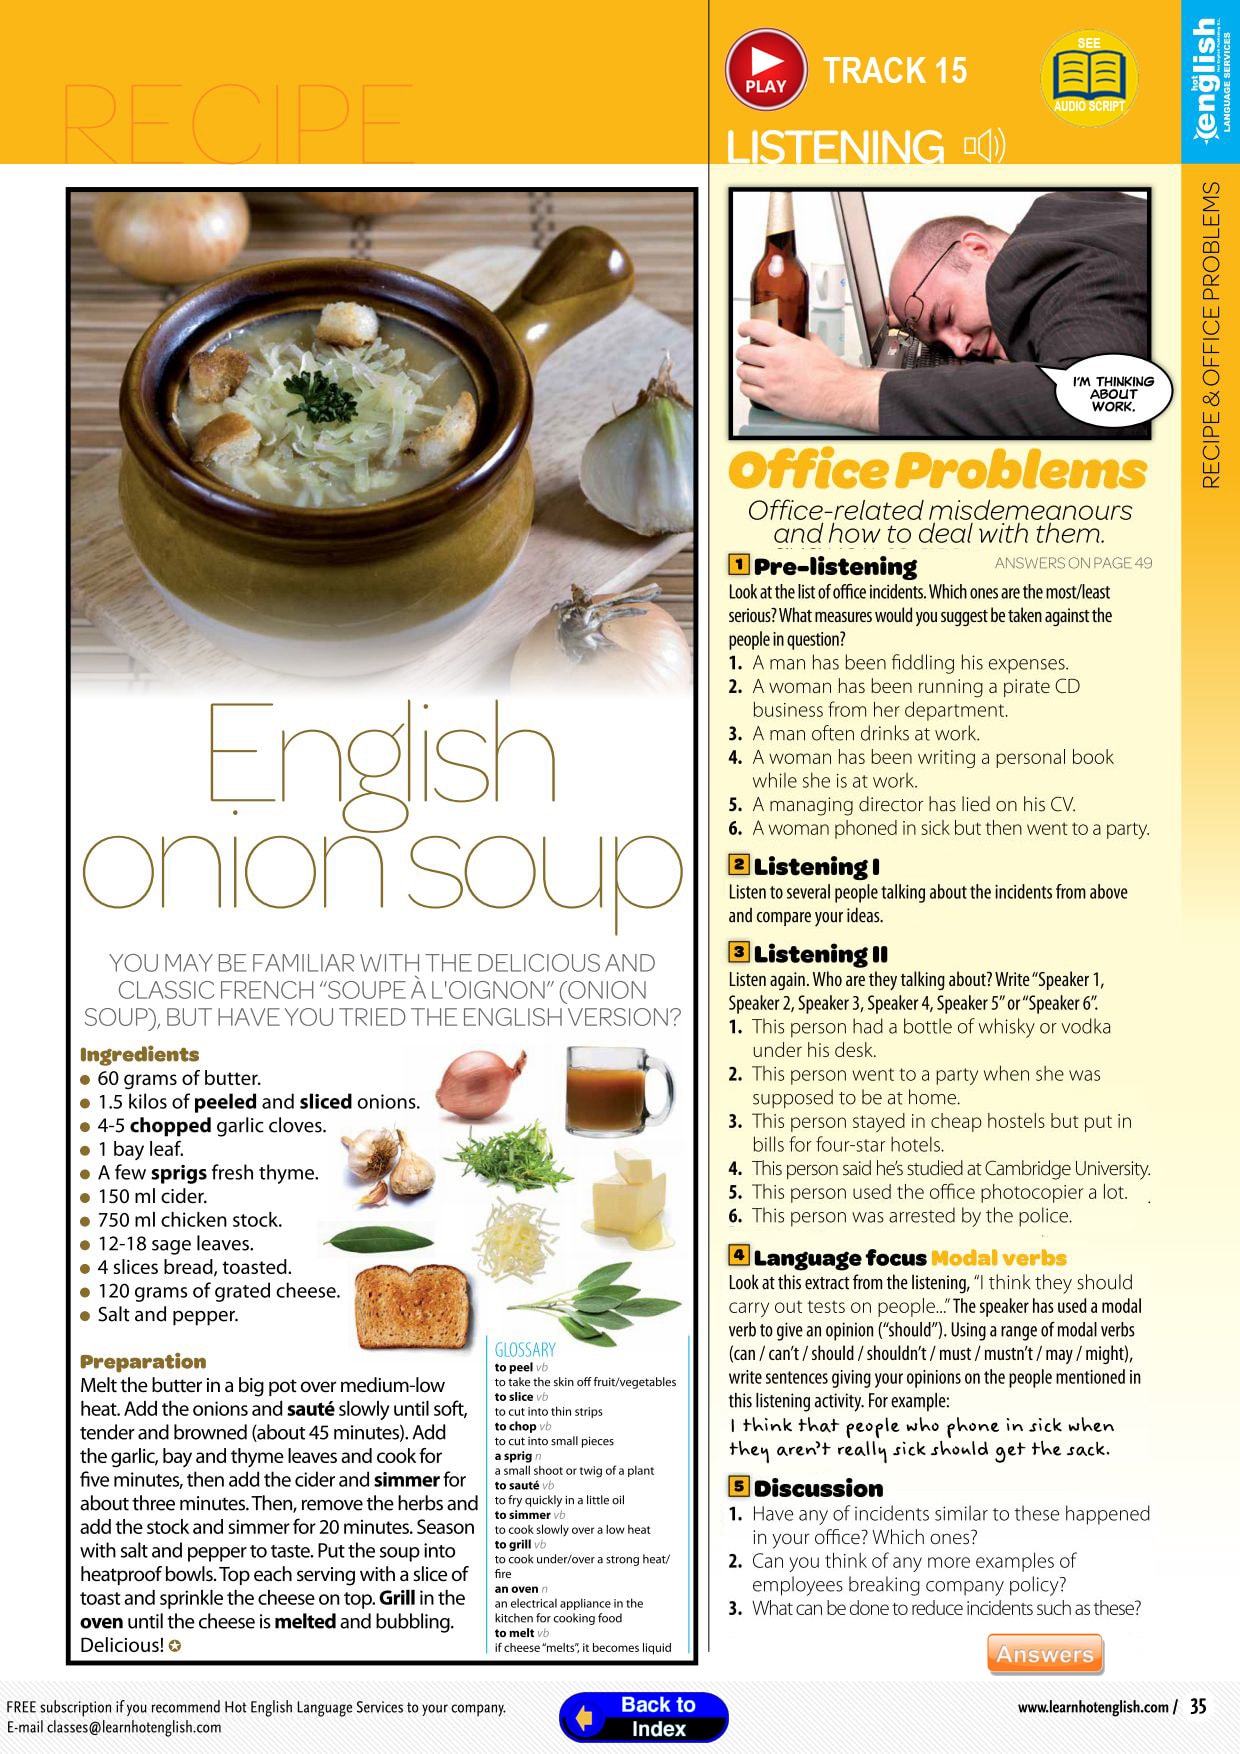 RECIPE
English
onion soup
YOU MAY BE FAMILIAR WITH THE DELICIOUS AND
CLASSIC FRENCH “SOUPE À L'OIGNON” (ONION
SOUP), BUT HAVE YOU TRIED THE ENGLISH VERSION?
Ingredients
60 grams of butter.
1.5 kilos of peeled and sliced onions.
4-5 chopped garlic cloves.
1 bay leaf.
A few sprigs fresh thyme.
150 ml cider.
750 ml chicken stock.
12-18 sage leaves.
4 slices bread, toasted.
120 grams of grated cheese.
Salt and pepper.
Preparation
Melt the butter in a big pot over medium-low
heat. Add the onions and sauté slowly until soft,
tender and browned (about 45 minutes). Add
the garlic, bay and thyme leaves and cook for
five minutes, then add the cider and simmer for
about three minutes. Then, remove the herbs and
add the stock and simmer for 20 minutes. Season
with salt and pepper to taste. Put the soup into
heatproof bowls. Top each serving with a slice of
toast and sprinkle the cheese on top. Grill in the
oven until the cheese is melted and bubbling.
Delicious!
GLOSSARY
to peel vb
to take the skin off fruit/vegetables
to slice vb
to cut into thin strips
to chop vb
to cut into small pieces
a sprig n
a small shoot or twig of a plant
to sauté vb
to fry quickly in a little oil
to simmer vb
to cook slowly over a low heat
to grill vb
to cook under/over a strong heat/
fire
an oven n
an electrical appliance in the
kitchen for cooking food
to melt vb
if cheese “melts”, it becomes liquid
PLAY
TRACK 15
SEE
AUDIO SCRIPT
LISTENING
I'M THINKING
ABOUT
WORK.
Office Problems
Office-related misdemeanours
and how to deal with them.
1 Pre-listening
ANSWERS ON PAGE 49
Look at the list of office incidents. Which ones are the most/least
serious? What measures would you suggest be taken against the
people in question?
1. A man has been fiddling his expenses.
2. A woman has been running a pirate CD
business from her department.
3. A man often drinks at work.
4. A woman has been writing a personal book
while she is at work.
5. A managing director has lied on his CV.
6. A woman phoned in sick but then went to a party.
2 Listening I
Listen to several people talking about the incidents from above
and compare your ideas.
3 Listening II
Listen again. Who are they talking about? Write “Speaker 1,
Speaker 2, Speaker 3, Speaker 4, Speaker 5” or “Speaker 6”.
1. This person had a bottle of whisky or vodka
under his desk.
2. This person went to a party when she was
supposed to be at home.
3. This person stayed in cheap hostels but put in
bills for four-star hotels.
4. This person said he’s studied at Cambridge University.
5. This person used the office photocopier a lot.
6. This person was arrested by the police.
4 Language focus Modal verbs
Look at this extract from the listening, “I think they should
carry out tests on people...” The speaker has used a modal
verb to give an opinion (“should”). Using a range of modal verbs
(can / can’t / should / shouldn’t / must / mustn’t / may / might),
write sentences giving your opinions on the people mentioned in
this listening activity. For example:
I think that people who phone in sick when
they aren’t really sick should get the sack.
5 Discussion
1. Have any of incidents similar to these happened
in your office? Which ones?
2. Can you think of any more examples of
employees breaking company policy?
3. What can be done to reduce incidents such as these?
Answers
hot
english
LANGUAGE SERVICES
RECIPE & OFFICE PROBLEMS
FREE subscription if you recommend Hot English Language Services to your company.
E-mail classes@learnhotenglish.com
Back to
Index
www.learnhotenglish.com / 35